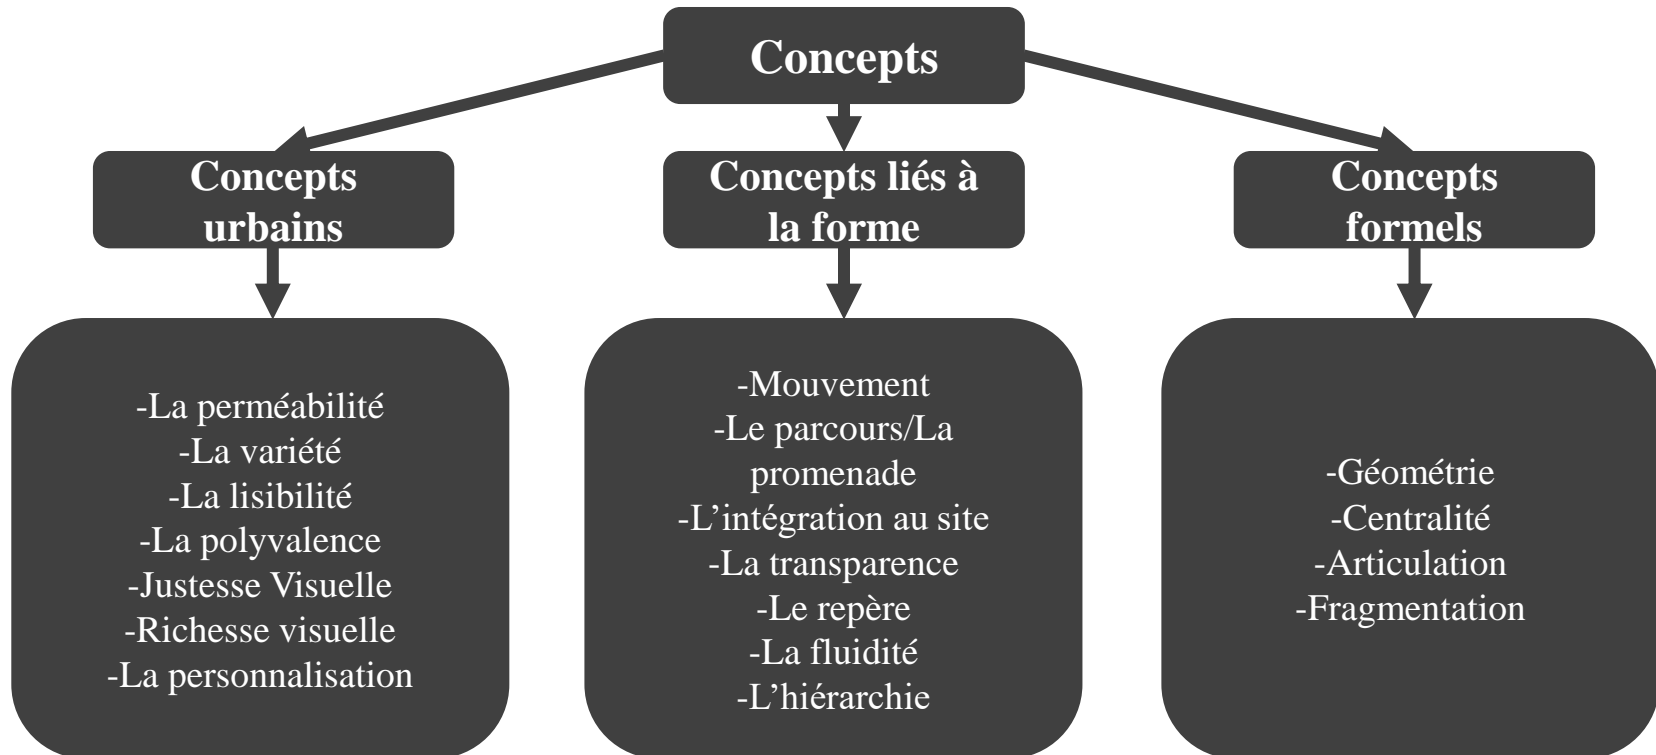 Concepts
Concepts
urbains
Concepts liés à
la forme
Concepts
formels
-La perméabilité
-La variété
-La lisibilité
-La polyvalence
-Justesse Visuelle
-Richesse visuelle
-La personnalisation
-Mouvement
-Le parcours/La
promenade
-L’intégration au site
-La transparence
-Le repère
-La fluidité
-L’hiérarchie
-Géométrie
-Centralité
-Articulation
-Fragmentation